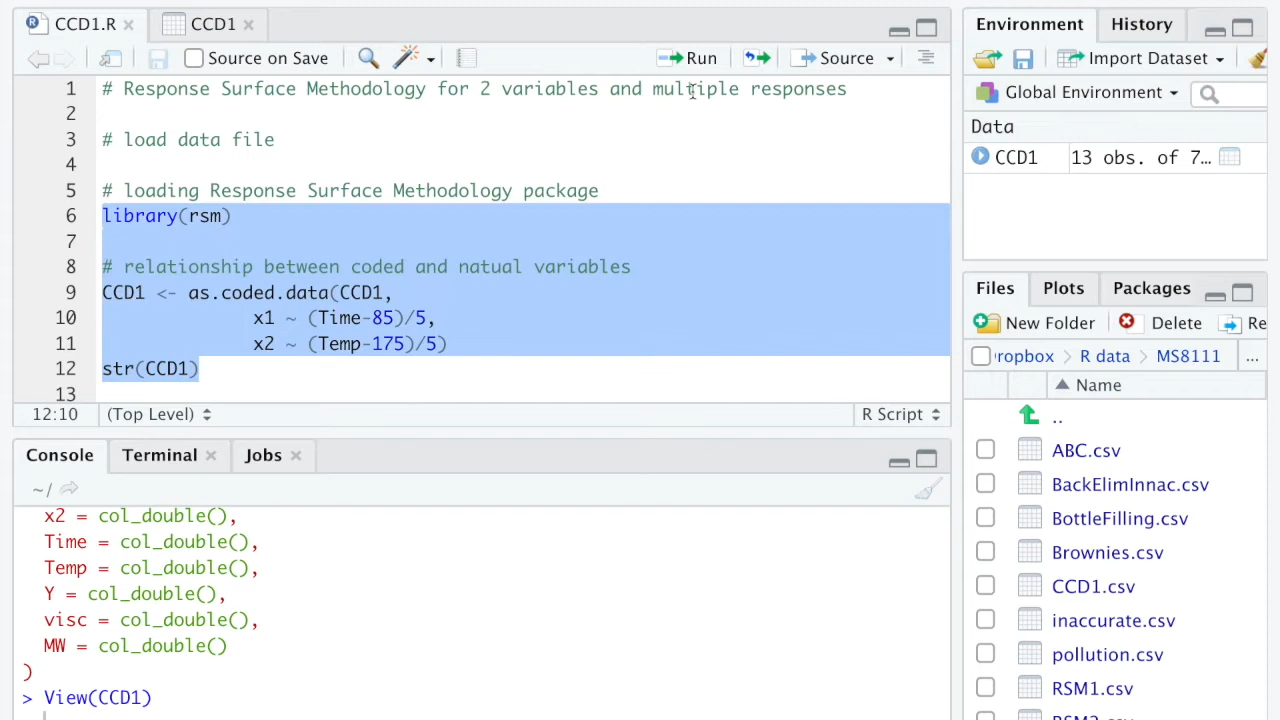 CCD1.R
CCD1
Source on Save
Run
Source
1 # Response Surface Methodology for 2 variables and multiple responses
2
3 # load data file
4
5 # loading Response Surface Methodology package
6 library(rsm)
7
8 # relationship between coded and natual variables
9 CCD1 <- as.coded.data(CCD1,
10 x1 ~ (Time-85)/5,
11 x2 ~ (Temp-175)/5)
12 str(CCD1)
13
12:10 (Top Level) R Script
Console Terminal Jobs
~/
x2 = col_double(),
Time = col_double(),
Temp = col_double(),
Y = col_double(),
visc = col_double(),
MW = col_double()
)
> View(CCD1)
Environment History
Import Dataset
Global Environment
Data
CCD1 13 obs. of 7…
Files Plots Packages
New Folder Delete Re
ropbox > R data > MS8111 ...
Name
..
ABC.csv
BackElimInnac.csv
BottleFilling.csv
Brownies.csv
CCD1.csv
inaccurate.csv
pollution.csv
RSM1.csv